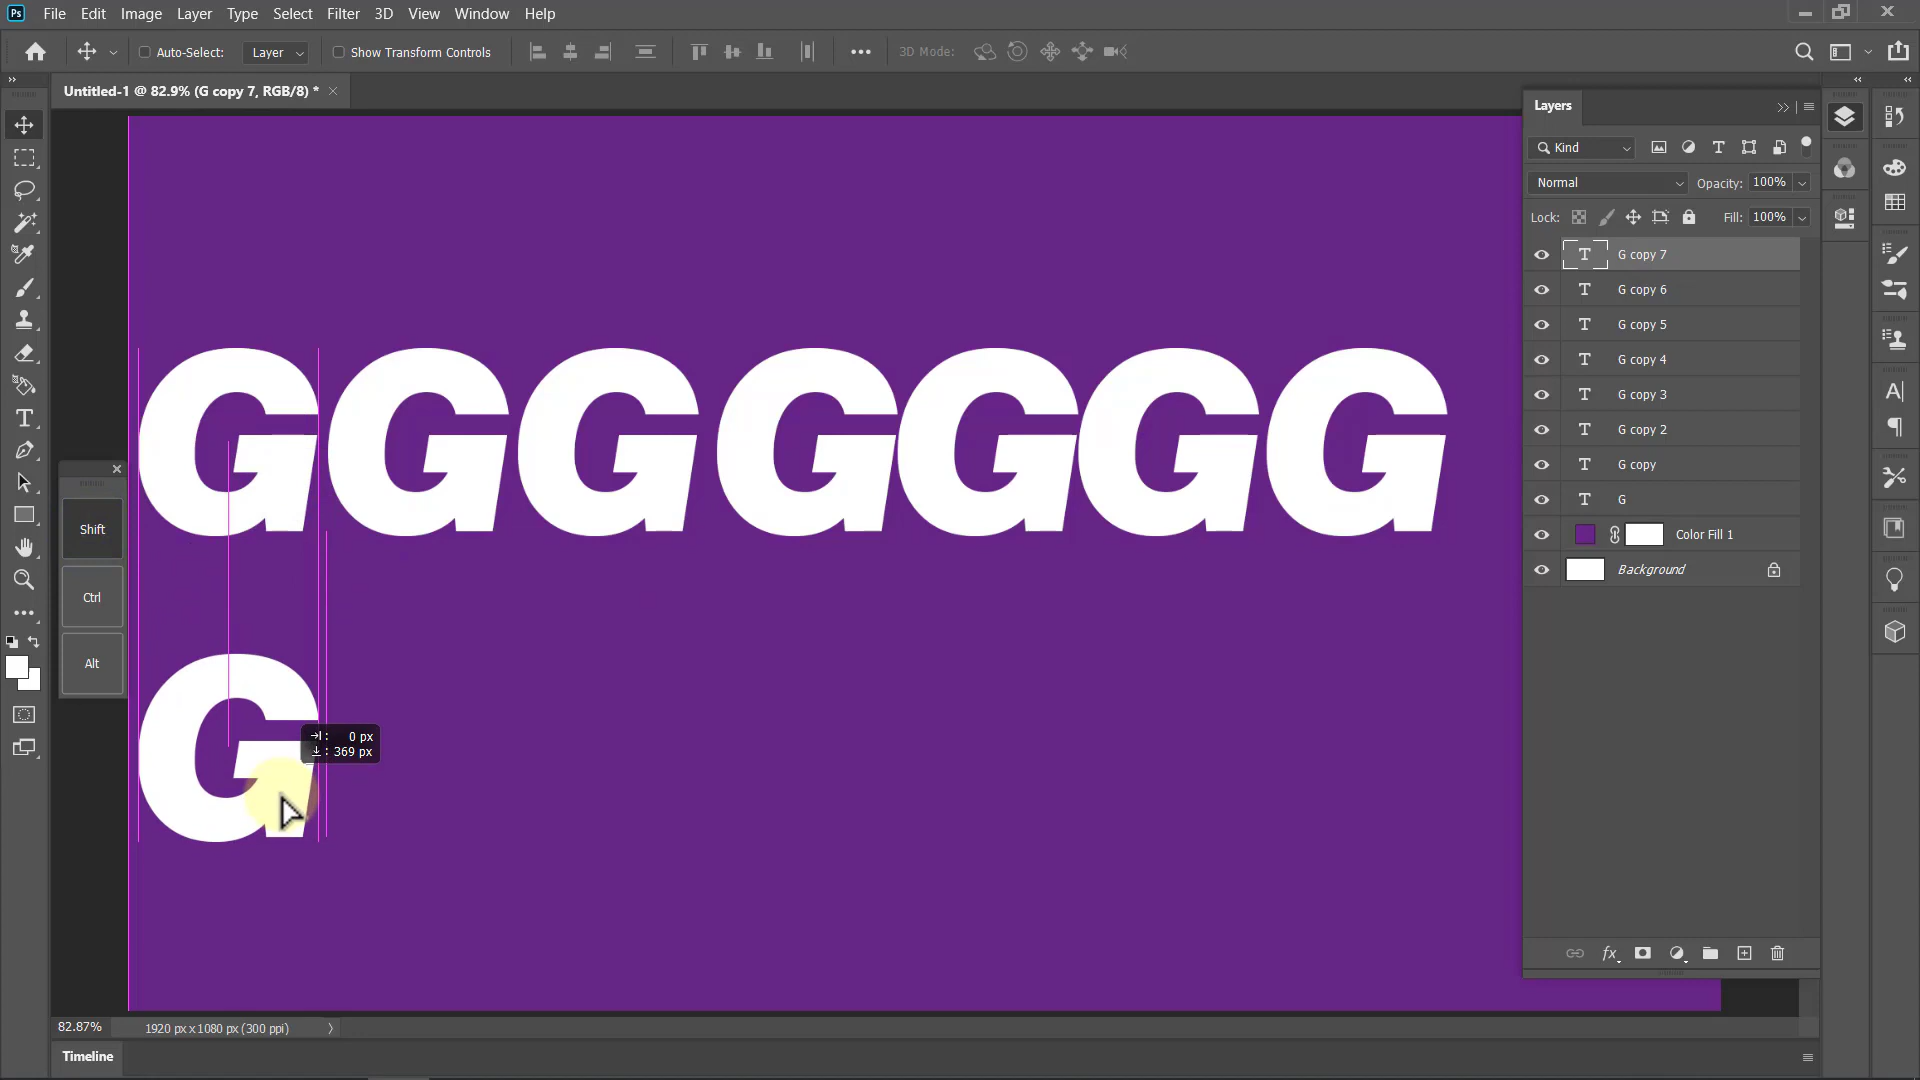 Ps File Edit Image Layer Type Select Filter 3D View Window Help
Auto-Select: Layer Show Transform Controls 3D Mode:
Untitled-1 @ 82.9% (G copy 7, RGB/8) *
Layers
Kind
Normal Opacity: 100%
Lock: Fill: 100%
G copy 7
G copy 6
G copy 5
G copy 4
G copy 3
G copy 2
G copy
G
Color Fill 1
Background
GGGGGGG
Shift
Ctrl
Alt
G
0 px
369 px
82.87% 1920 px x 1080 px (300 ppi)
Timeline